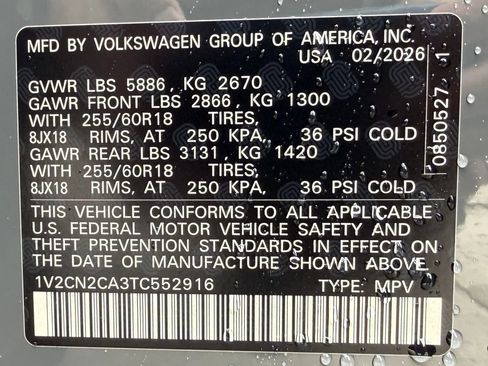 MFD BY VOLKSWAGEN GROUP OF AMERICA, INC.
USA 02/2026
GVWR LBS 5886, KG 2670
GAWR FRONT LBS 2866, KG 1300
WITH 255/60R18 TIRES,
8JX18 RIMS, AT 250 KPA, 36 PSI COLD
GAWR REAR LBS 3131, KG 1420
WITH 255/60R18 TIRES,
8JX18 RIMS, AT 250 KPA, 36 PSI COLD
THIS VEHICLE CONFORMS TO ALL APPLICABLE
U.S. FEDERAL MOTOR VEHICLE SAFETY AND
THEFT PREVENTION STANDARDS IN EFFECT ON
THE DATE OF MANUFACTURE SHOWN ABOVE.
1V2CN2CA3TC552916 TYPE: MPV
0850527 1